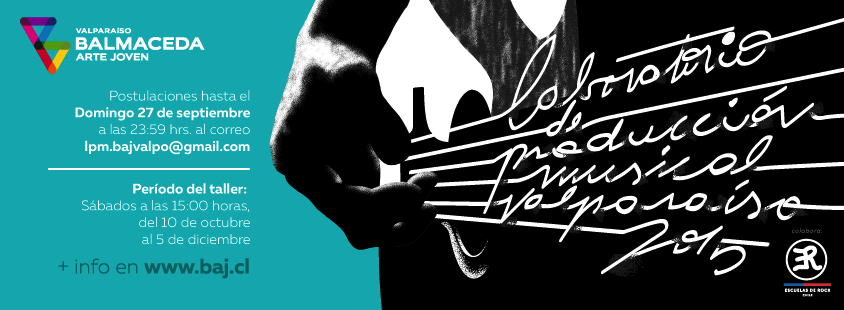 VALPARAÍSO
BALMACEDA
ARTE JOVEN
Postulaciones hasta el
Domingo 27 de septiembre
a las 23:59 hrs. al correo
lpm.bajvalpo@gmail.com
Período del taller:
Sábados a las 15:00 horas,
del 10 de octubre
al 5 de diciembre
+ info en www.baj.cl
laboratorio
de
producción
musical
valparaíso
2015
colabora:
ER
ESCUELAS DE ROCK
CHILE